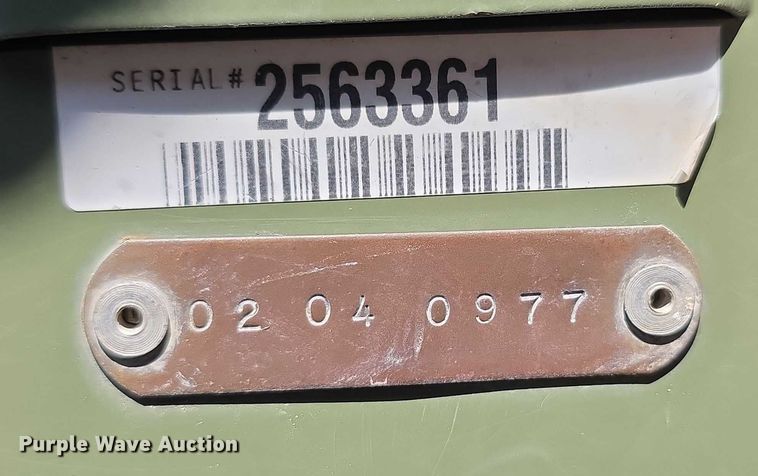 SERIAL# 2563361
02 04 0977
Purple Wave Auction